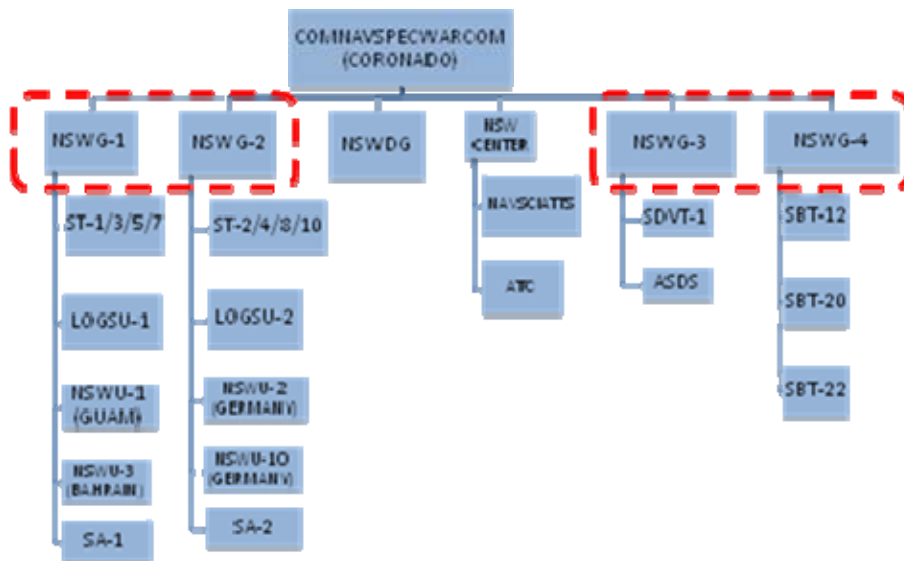 COMNAVSPECWARCOM
(CORONADO)
NSWG-1
NSWG-2
NSWDG
NSW
CENTER
NSWG-3
NSWG-4
ST-1/3/5/7
ST-2/4/8/10
NAVSCIATTS
SDVT-1
SBT-12
LOGSU-1
LOGSU-2
ATC
ASDS
SBT-20
NSWU-1
(GUAM)
NSWU-2
(GERMANY)
SBT-22
NSWU-3
(BAHRAIN)
NSWU-10
(GERMANY)
SA-1
SA-2